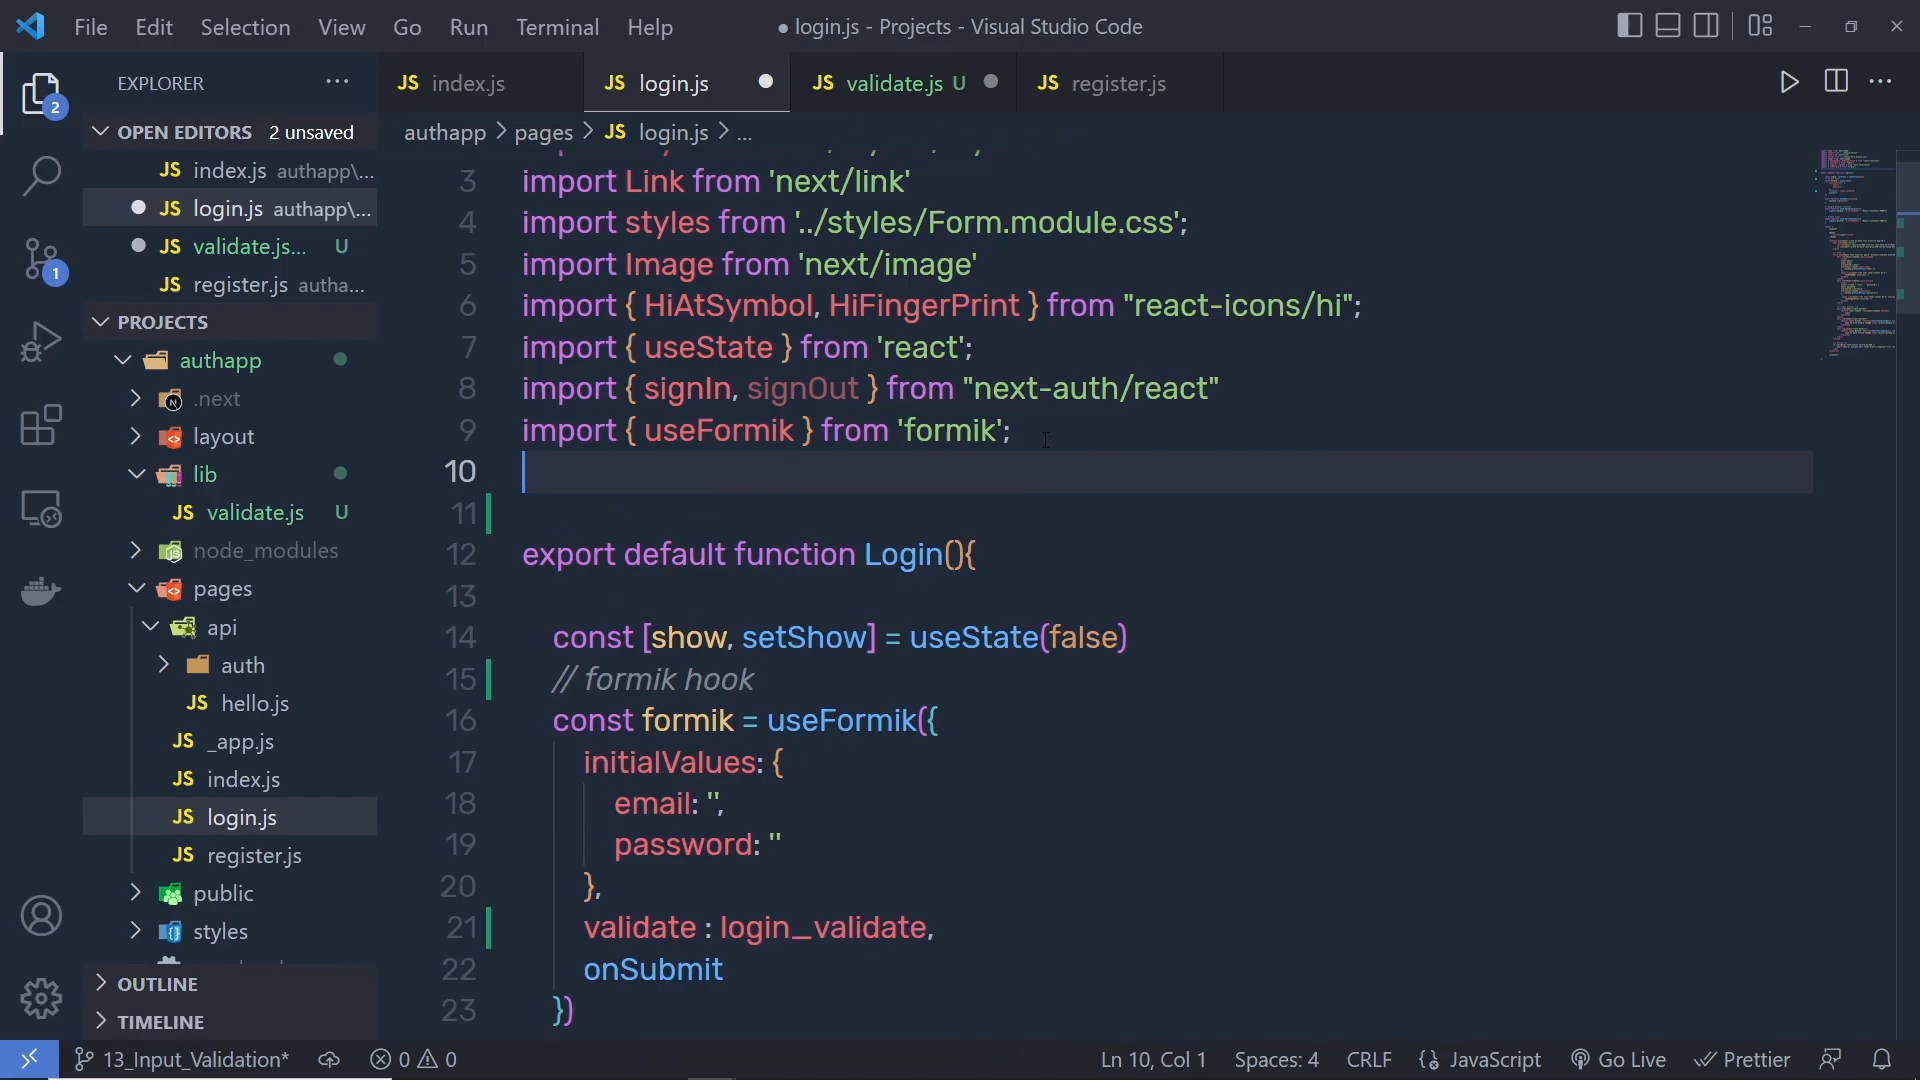 File Edit Selection View Go Run Terminal Help ● login.js - Projects - Visual Studio Code
EXPLORER
JS index.js
JS login.js
JS validate.js U
JS register.js
2
OPEN EDITORS 2 unsaved
JS index.js authapp\...
JS login.js authapp\...
JS validate.js... U
JS register.js autha...
1
PROJECTS
authapp
.next
layout
lib
JS validate.js U
node_modules
pages
api
auth
JS hello.js
JS _app.js
JS index.js
JS login.js
JS register.js
public
styles
OUTLINE
TIMELINE
authapp > pages > JS login.js > ...
3 import Link from 'next/link'
4 import styles from '../styles/Form.module.css';
5 import Image from 'next/image'
6 import { HiAtSymbol, HiFingerPrint } from "react-icons/hi";
7 import { useState } from 'react';
8 import { signIn, signOut } from "next-auth/react"
9 import { useFormik } from 'formik';
10
11
12 export default function Login(){
13
14 const [show, setShow] = useState(false)
15 // formik hook
16 const formik = useFormik({
17 initialValues: {
18 email: '',
19 password: ''
20 },
21 validate : login_validate,
22 onSubmit
23 })
13_Input_Validation* 0 0 Ln 10, Col 1 Spaces: 4 CRLF JavaScript Go Live Prettier